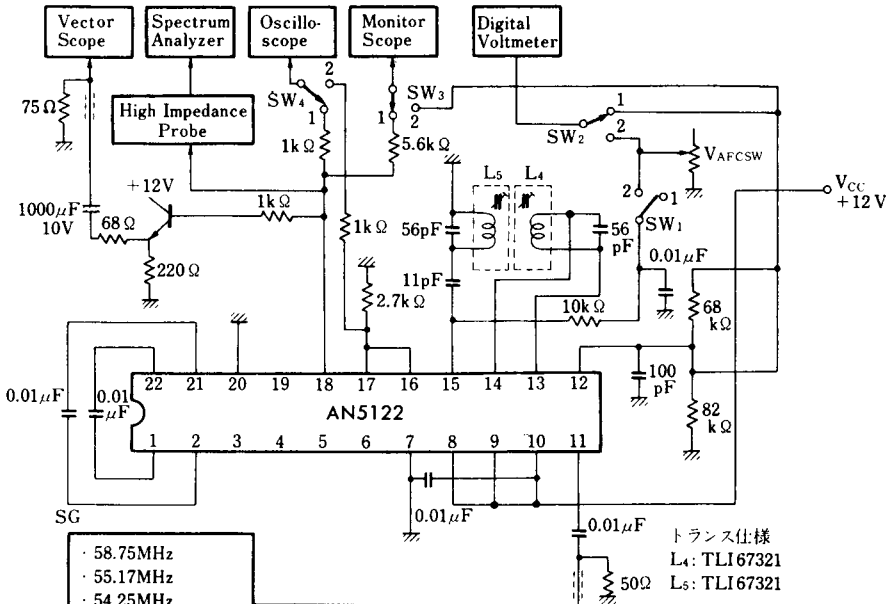 Vector Scope
Spectrum Analyzer
Oscillo- scope
Monitor Scope
Digital Voltmeter
75Ω
High Impedance Probe
SW₄
2
1
SW₃
1
2
1
SW₂
2
V_AFCSW
1kΩ
5.6kΩ
L₅
L₄
2
1
SW₁
V_CC
+12V
+12V
1000μF
10V
68Ω
1kΩ
1kΩ
56pF
56 pF
0.01μF
220Ω
2.7kΩ
11pF
10kΩ
68 kΩ
0.01μF
0.01 μF
100 pF
82 kΩ
22 21 20 19 18 17 16 15 14 13 12
AN5122
1 2 3 4 5 6 7 8 9 10 11
SG
0.01μF
0.01μF
トランス仕様
L₄: TLI67321
L₅: TLI67321
50Ω
· 58.75MHz
· 55.17MHz
· 54.25MHz